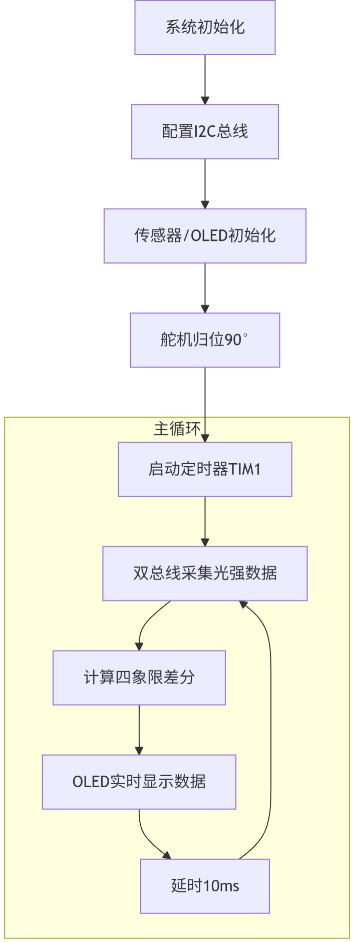 系统初始化
配置I2C总线
传感器/OLED初始化
舵机归位90°
主循环
启动定时器TIM1
双总线采集光强数据
计算四象限差分
OLED实时显示数据
延时10ms